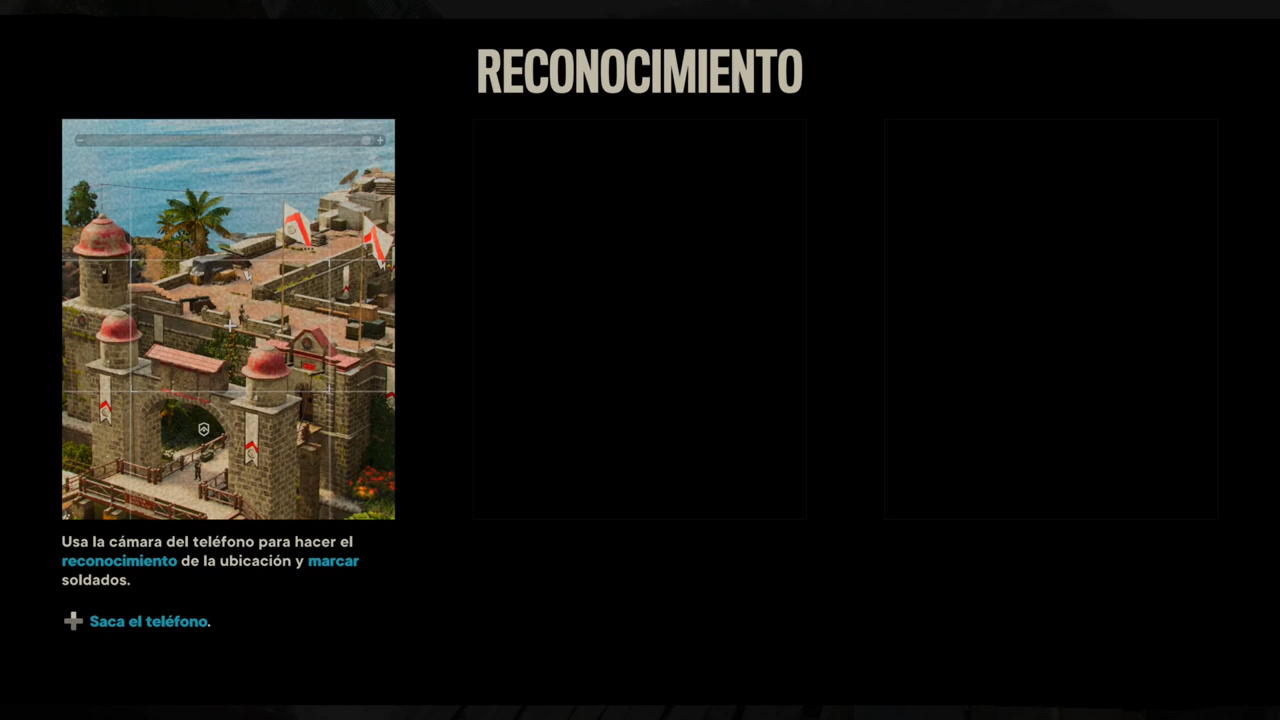 RECONOCIMIENTO
Usa la cámara del teléfono para hacer el
reconocimiento de la ubicación y marcar
soldados.
Saca el teléfono.